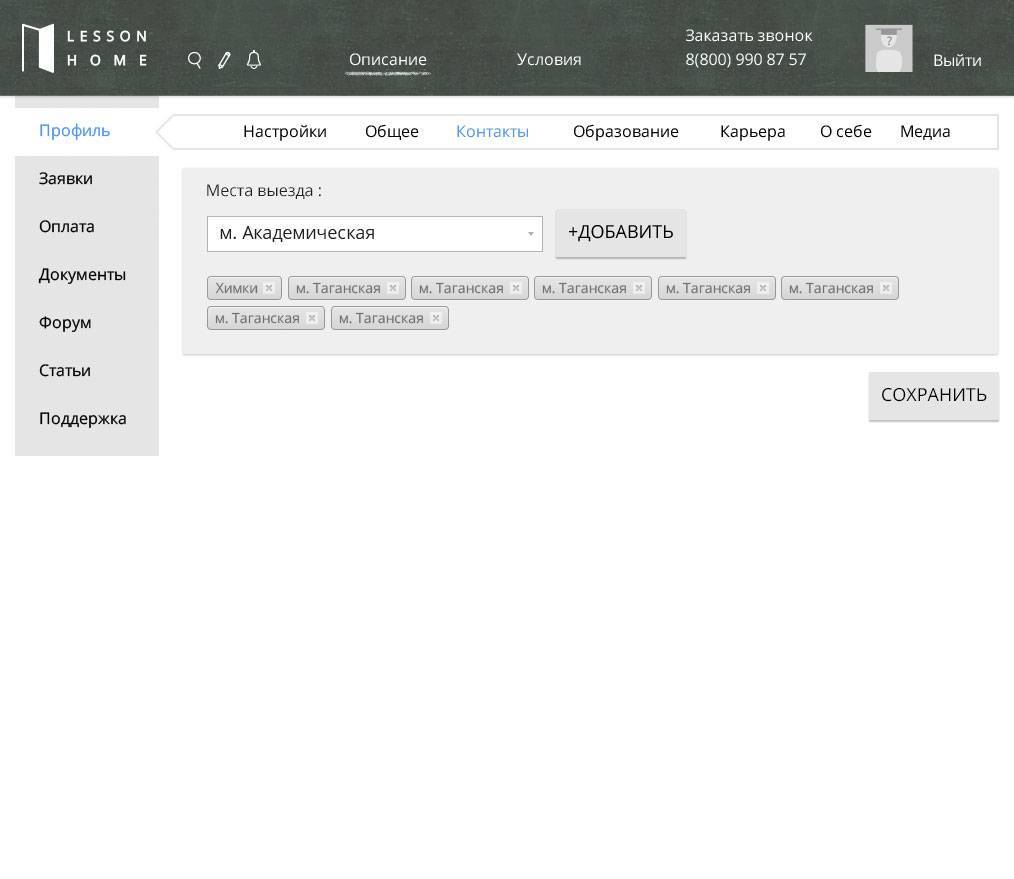 LESSON
HOME
Описание
Условия
Заказать звонок
8(800) 990 87 57
?
Выйти
Профиль
Настройки Общее Контакты Образование Карьера О себе Медиа
Заявки
Оплата
Документы
Форум
Статьи
Поддержка
Места выезда :
м. Академическая
+ДОБАВИТЬ
Химки м. Таганская м. Таганская м. Таганская м. Таганская м. Таганская
м. Таганская м. Таганская
СОХРАНИТЬ